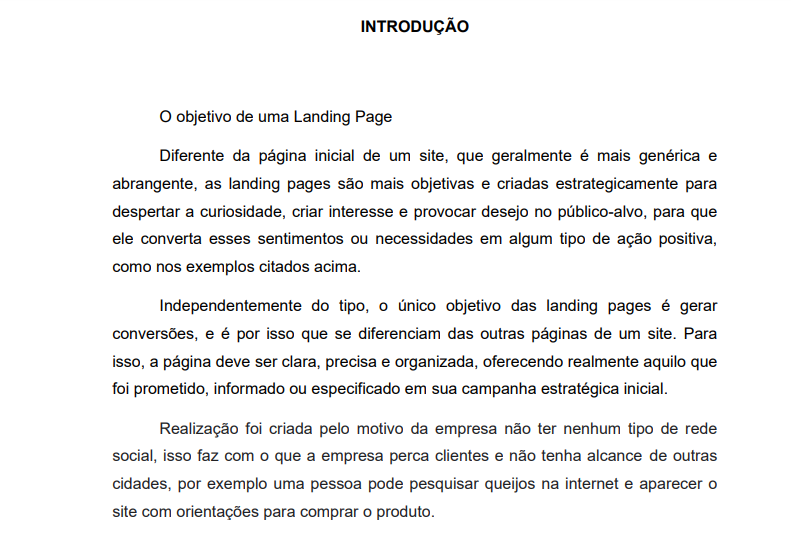 INTRODUÇÃO
O objetivo de uma Landing Page
Diferente da página inicial de um site, que geralmente é mais genérica e
abrangente, as landing pages são mais objetivas e criadas estrategicamente para
despertar a curiosidade, criar interesse e provocar desejo no público-alvo, para que
ele converta esses sentimentos ou necessidades em algum tipo de ação positiva,
como nos exemplos citados acima.
Independentemente do tipo, o único objetivo das landing pages é gerar
conversões, e é por isso que se diferenciam das outras páginas de um site. Para
isso, a página deve ser clara, precisa e organizada, oferecendo realmente aquilo que
foi prometido, informado ou especificado em sua campanha estratégica inicial.
Realização foi criada pelo motivo da empresa não ter nenhum tipo de rede
social, isso faz com o que a empresa perca clientes e não tenha alcance de outras
cidades, por exemplo uma pessoa pode pesquisar queijos na internet e aparecer o
site com orientações para comprar o produto.